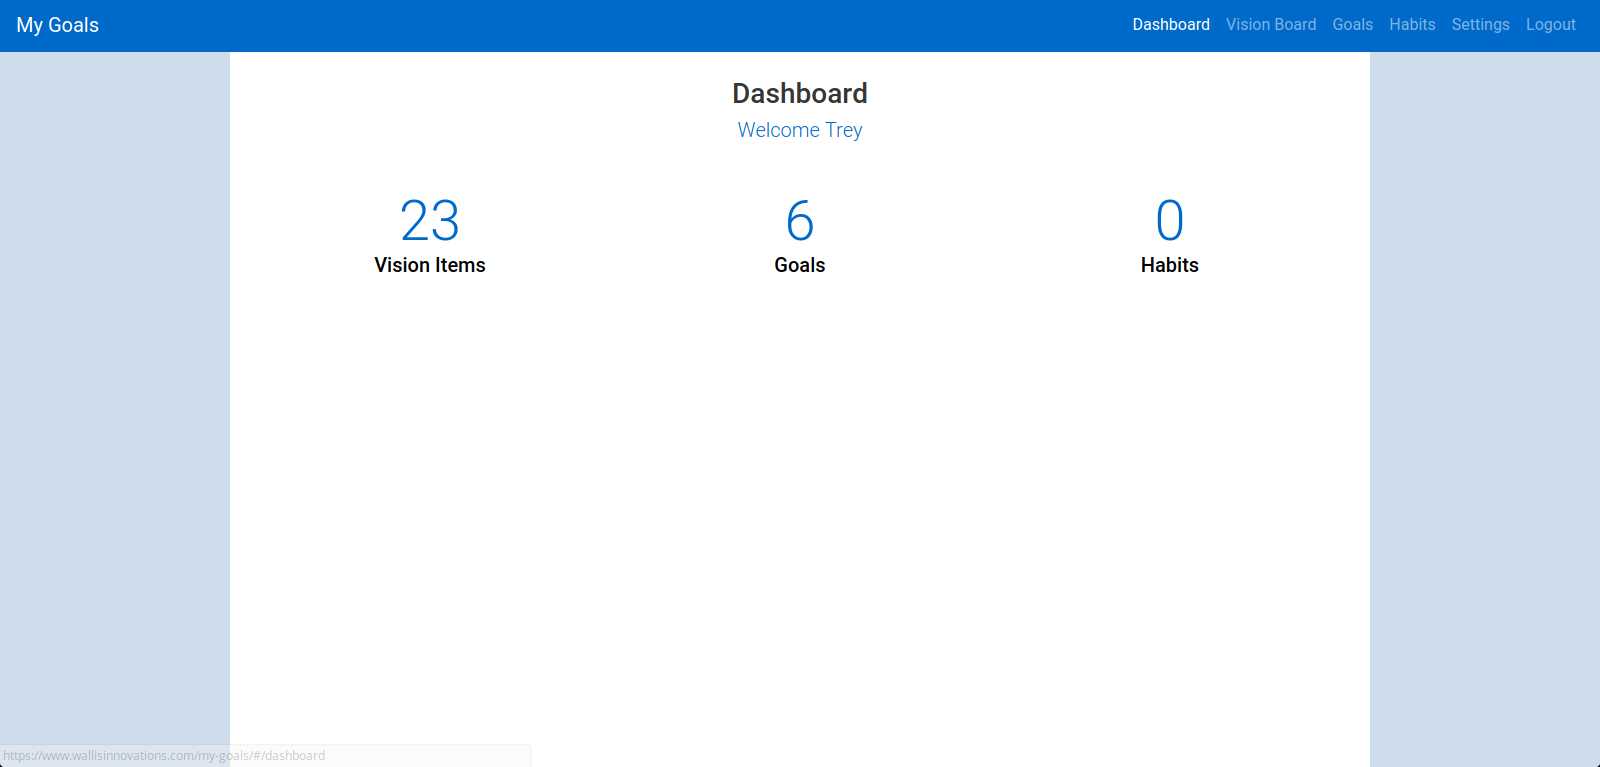 My Goals
Dashboard Vision Board Goals Habits Settings Logout
Dashboard
Welcome Trey
23 6 0
Vision Items Goals Habits
https://www.wallisinnovations.com/my-goals/#/dashboard